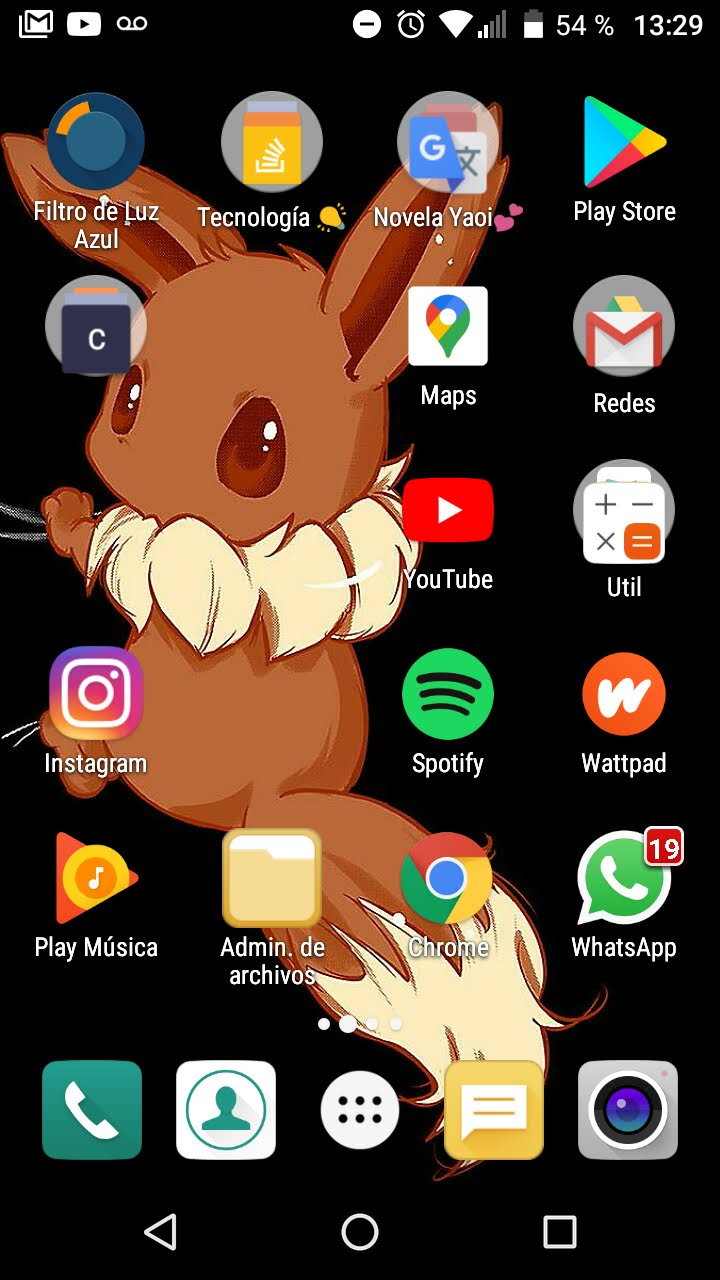 54 % 13:29
Filtro de Luz
Azul
Tecnología
Novela Yaoi💕
Play Store
C
Maps
Redes
YouTube
Util
Instagram
Spotify
Wattpad
19
Play Música
Admin. de
archivos
Chrome
WhatsApp